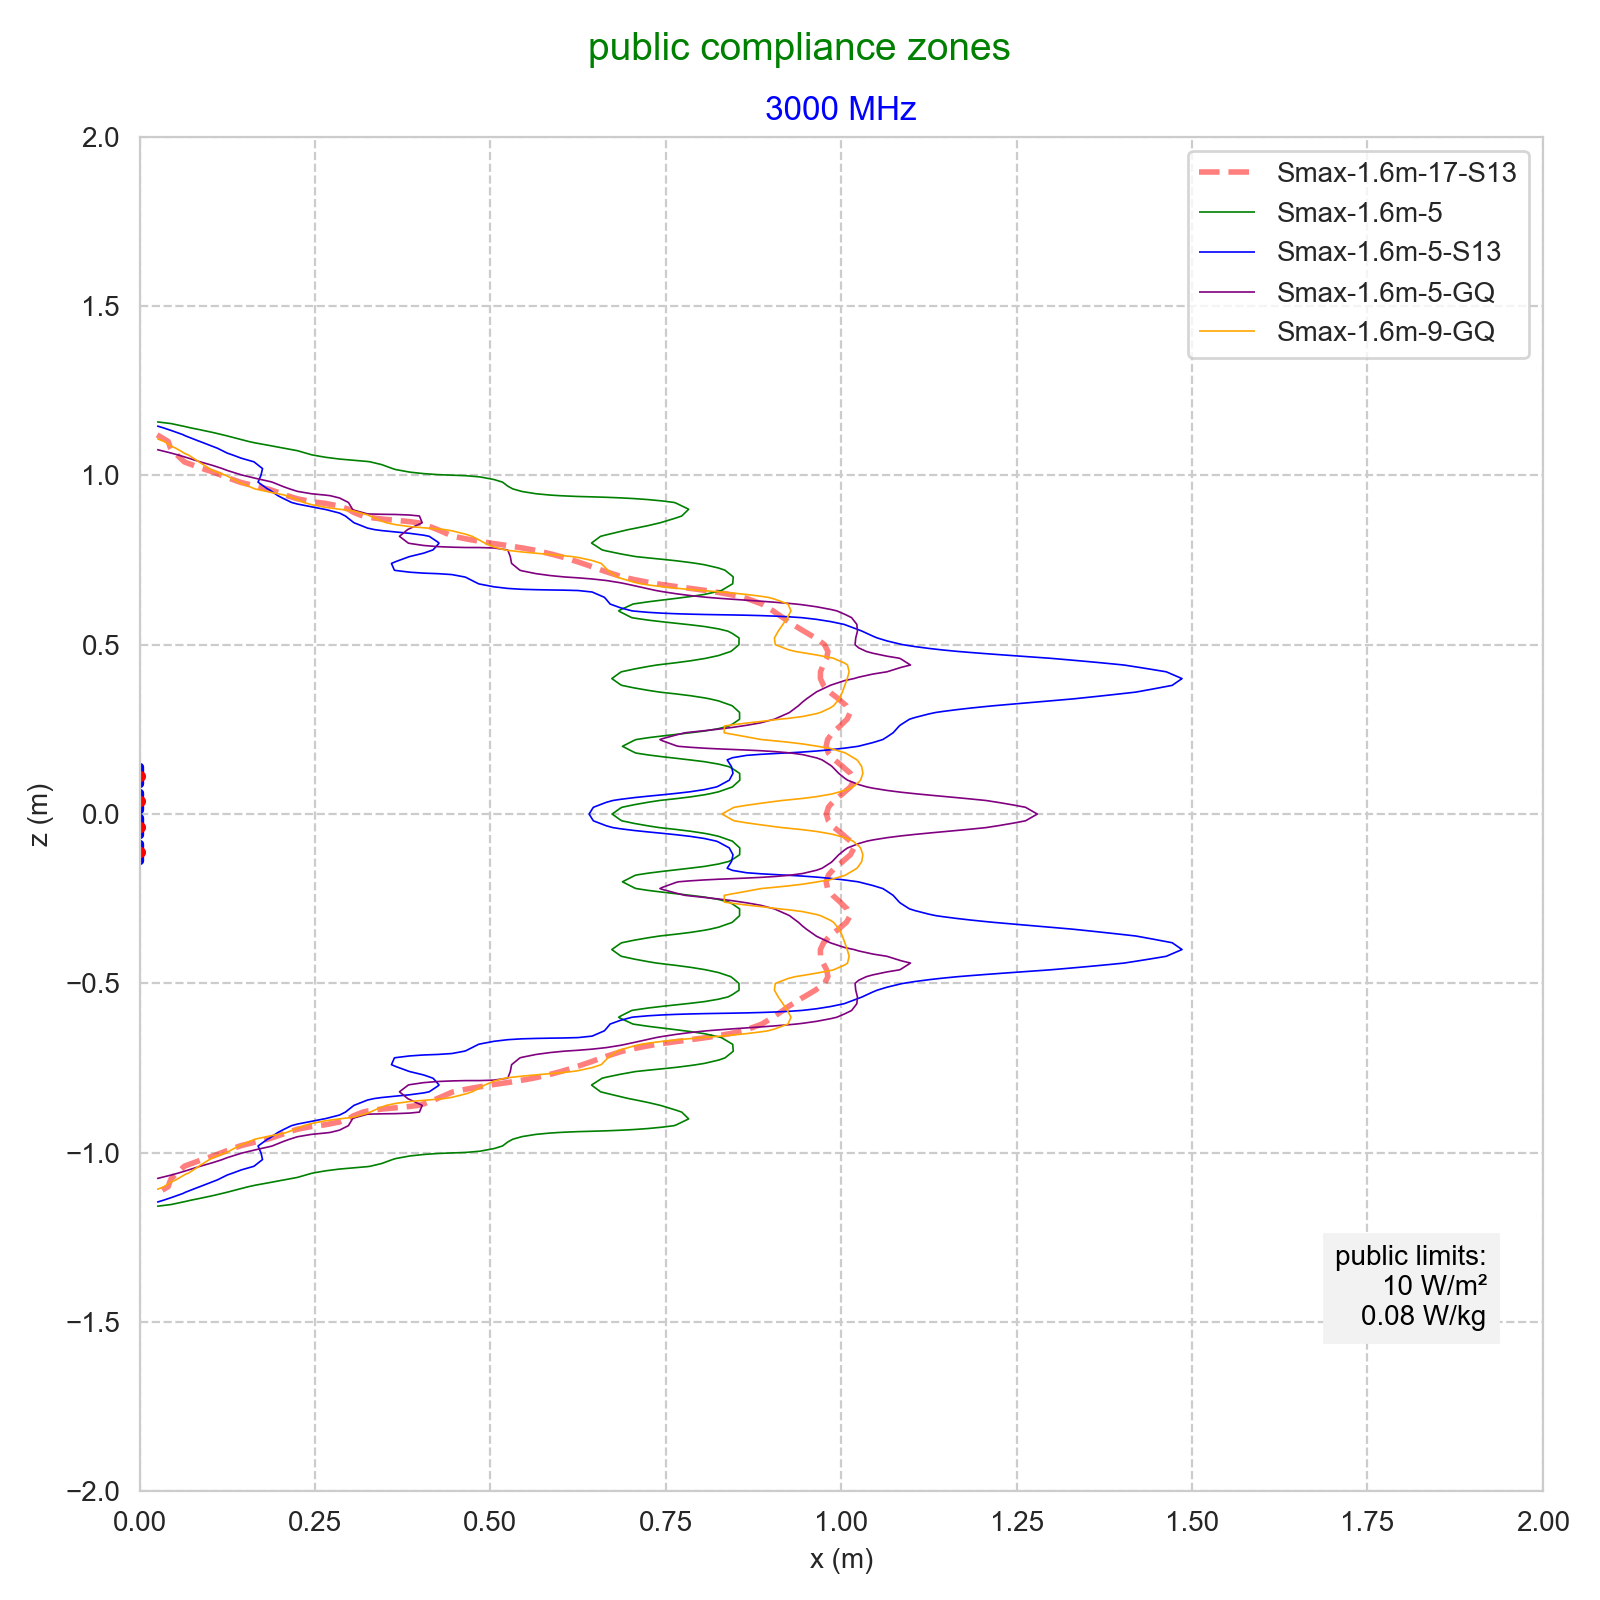 public compliance zones
3000 MHz
Smax-1.6m-17-S13
Smax-1.6m-5
Smax-1.6m-5-S13
Smax-1.6m-5-GQ
Smax-1.6m-9-GQ
2.0
1.5
1.0
0.5
0.0
−0.5
−1.0
−1.5
−2.0
z (m)
public limits:
10 W/m²
0.08 W/kg
0.00 0.25 0.50 0.75 1.00 1.25 1.50 1.75 2.00
x (m)